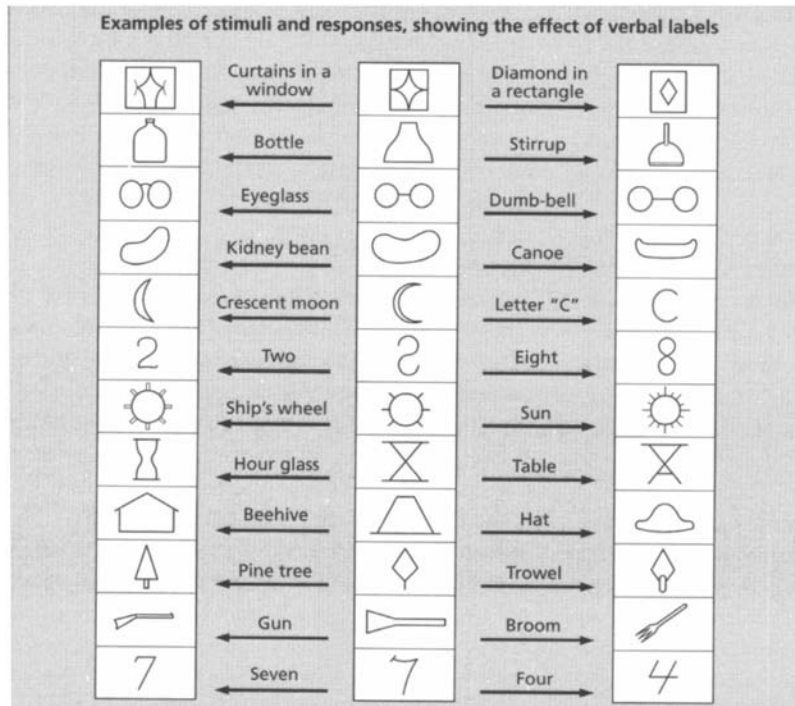 Examples of stimuli and responses, showing the effect of verbal labels
Curtains in a
window
Diamond in
a rectangle
Bottle
Stirrup
Eyeglass
Dumb-bell
Kidney bean
Canoe
Crescent moon
Letter "C"
C
2
Two
Eight
8
Ship's wheel
Sun
Hour glass
Table
Beehive
Hat
Pine tree
Trowel
Gun
Broom
7
Seven
7
Four
4